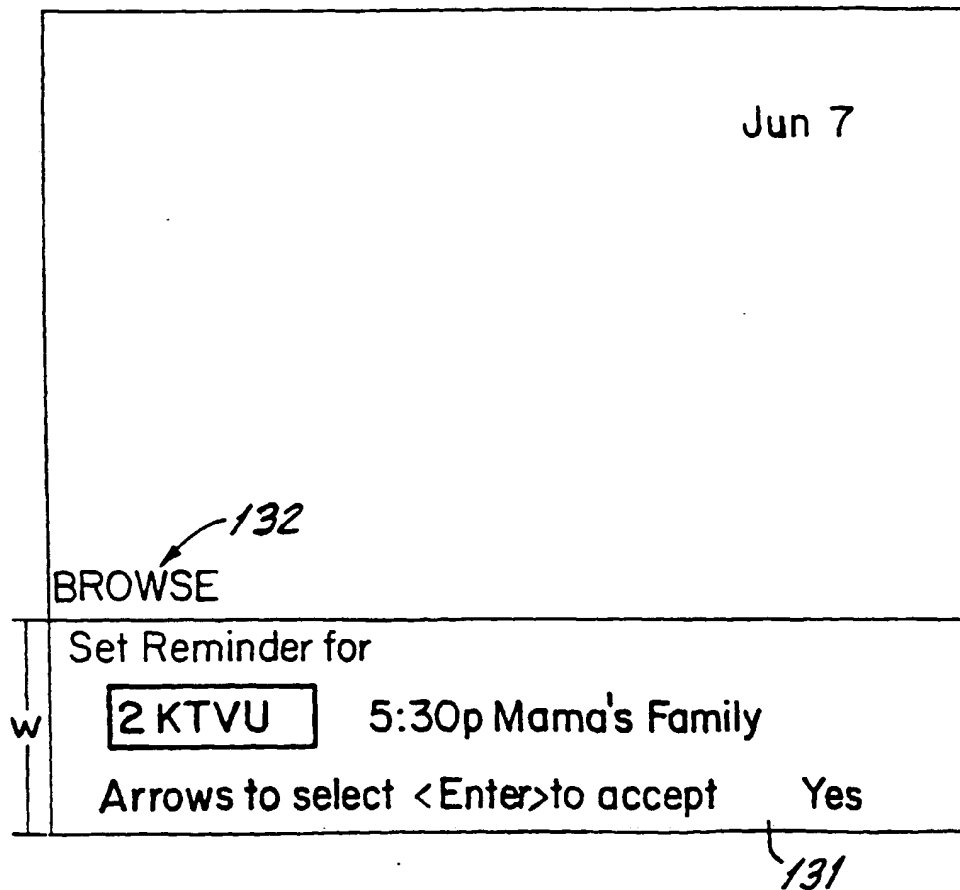 Jun 7
132
BROWSE
Set Reminder for
W
2 KTVU 5:30p Mama's Family
Arrows to select <Enter>to accept Yes
131